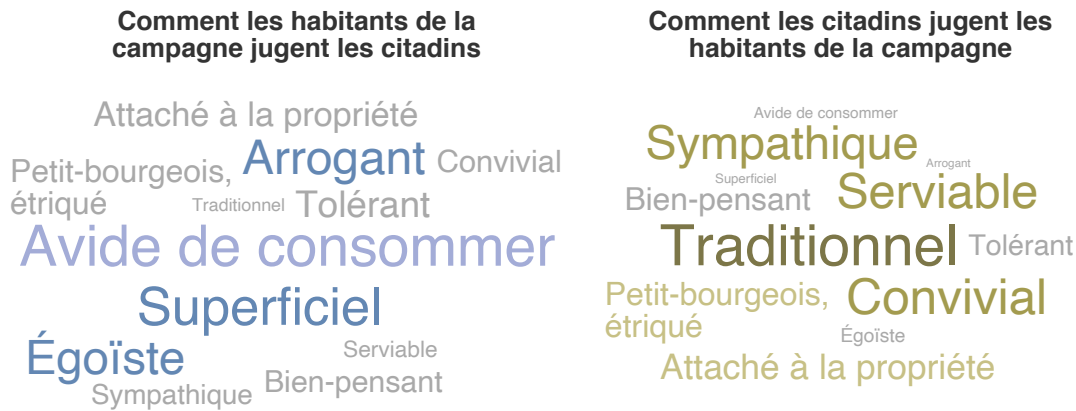 Comment les habitants de la
campagne jugent les citadins
Attaché à la propriété
Arrogant
Convivial
Petit-bourgeois,
étriqué
Traditionnel
Tolérant
Avide de consommer
Superficiel
Égoïste
Serviable
Sympathique
Bien-pensant
Comment les citadins jugent les
habitants de la campagne
Avide de consommer
Sympathique
Arrogant
Superficiel
Bien-pensant
Serviable
Traditionnel
Tolérant
Petit-bourgeois,
étriqué
Convivial
Égoïste
Attaché à la propriété